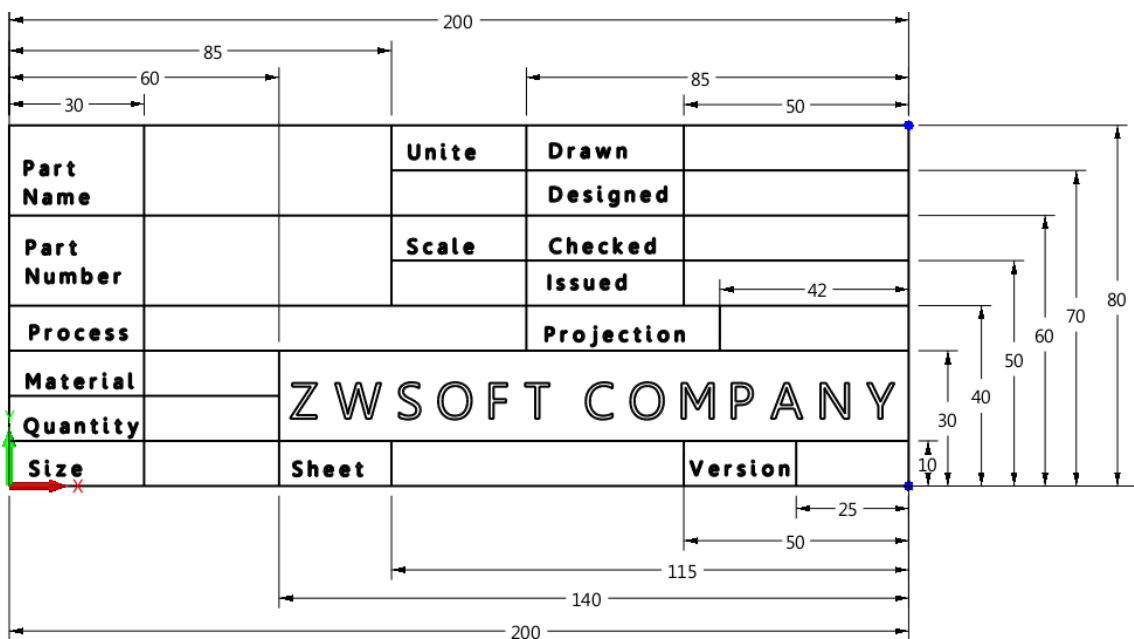 200
85
60
85
30
50
Unite
Drawn
Part
Name
Designed
Part
Number
Scale
Checked
Issued
42
80
70
60
50
40
30
10
Process
Projection
Material
ZWSOFT COMPANY
Quantity
Y
Size
Sheet
Version
X
25
50
115
140
200